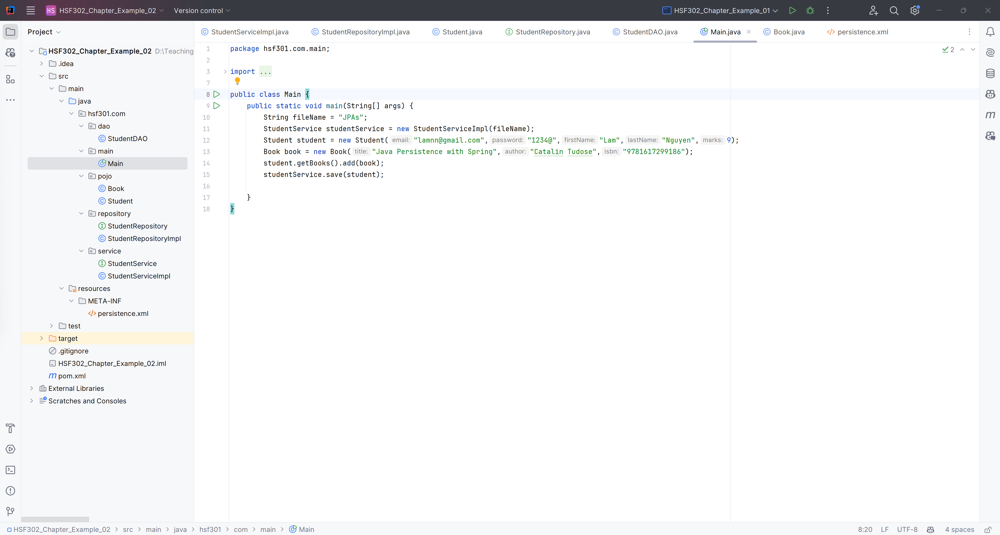 HS HSF302_Chapter_Example_02 Version control HSF302_Chapter_Example_01
Project
StudentServiceImpl.java StudentRepositoryImpl.java Student.java StudentRepository.java StudentDAO.java Main.java Book.java persistence.xml
HSF302_Chapter_Example_02 D:\Teaching
.idea
src
main
java
hsf301.com
dao
StudentDAO
main
Main
pojo
Book
Student
repository
StudentRepository
StudentRepositoryImpl
service
StudentService
StudentServiceImpl
resources
META-INF
persistence.xml
test
target
.gitignore
HSF302_Chapter_Example_02.iml
pom.xml
External Libraries
Scratches and Consoles
1 package hsf301.com.main;
2
3 import ...
7
8 public class Main {
9 public static void main(String[] args) {
10 String fileName = "JPAs";
11 StudentService studentService = new StudentServiceImpl(fileName);
12 Student student = new Student( email: "lamnn@gmail.com", password: "1234@", firstName: "Lam", lastName: "Nguyen", marks: 9);
13 Book book = new Book( title: "Java Persistence with Spring", author: "Catalin Tudose", isbn: "9781617299186");
14 student.getBooks().add(book);
15 studentService.save(student);
16
17 }
18 }
2
HSF302_Chapter_Example_02 > src > main > java > hsf301 > com > main > Main 8:20 LF UTF-8 4 spaces